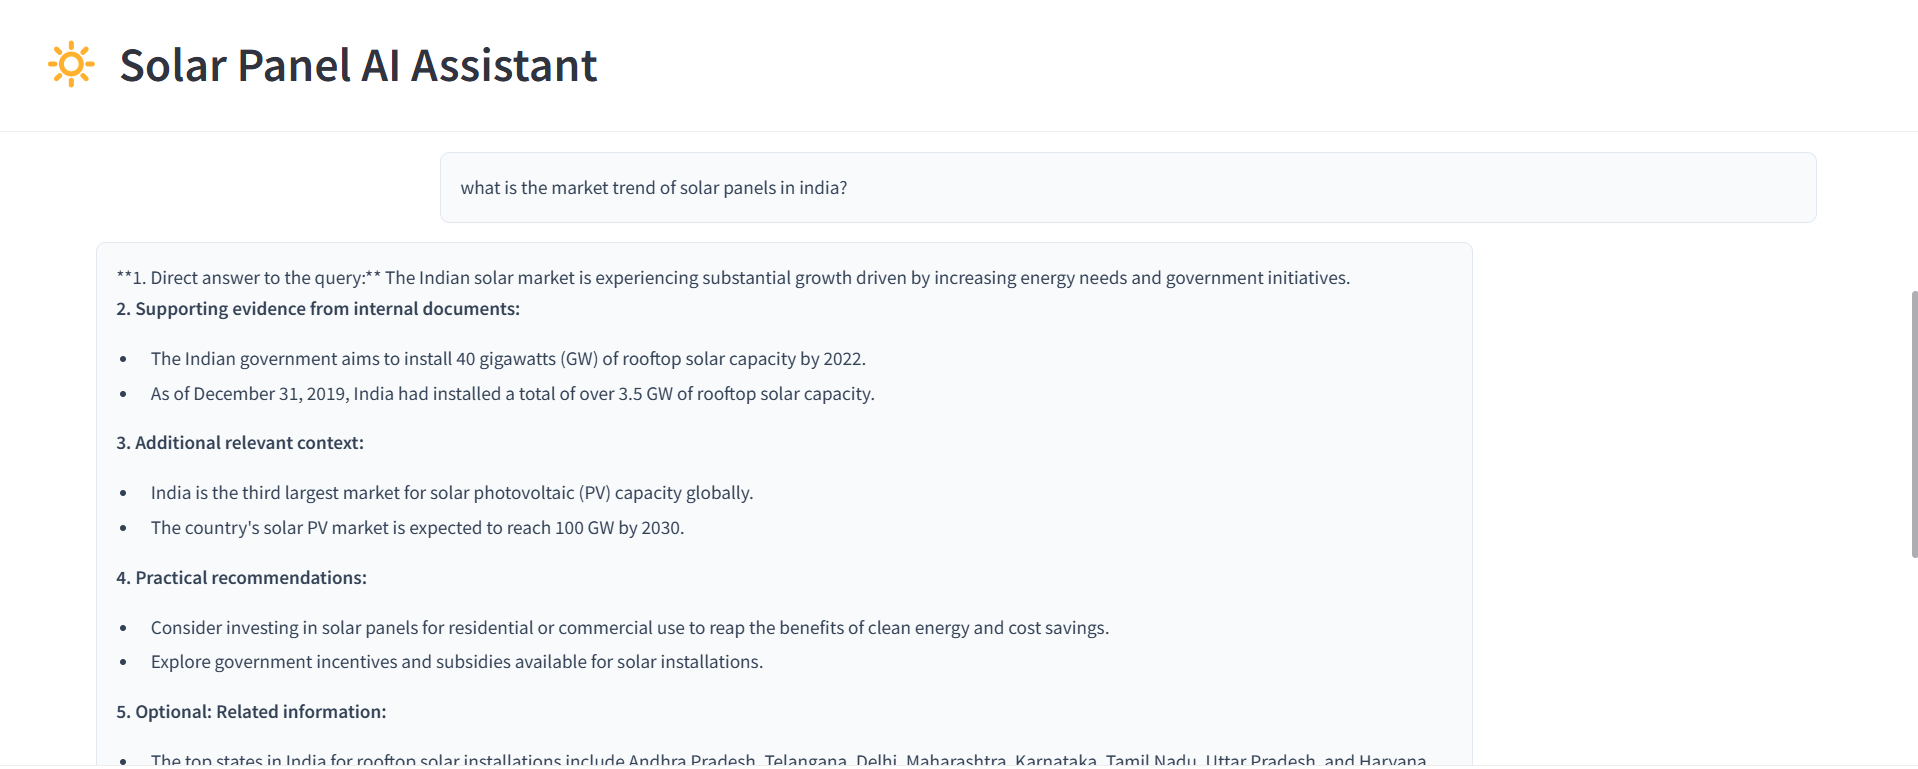 Solar Panel AI Assistant
what is the market trend of solar panels in india?
**1. Direct answer to the query:** The Indian solar market is experiencing substantial growth driven by increasing energy needs and government initiatives.
2. Supporting evidence from internal documents:
• The Indian government aims to install 40 gigawatts (GW) of rooftop solar capacity by 2022.
• As of December 31, 2019, India had installed a total of over 3.5 GW of rooftop solar capacity.
3. Additional relevant context:
• India is the third largest market for solar photovoltaic (PV) capacity globally.
• The country's solar PV market is expected to reach 100 GW by 2030.
4. Practical recommendations:
• Consider investing in solar panels for residential or commercial use to reap the benefits of clean energy and cost savings.
• Explore government incentives and subsidies available for solar installations.
5. Optional: Related information:
• The top states in India for rooftop solar installations include Andhra Pradesh, Telangana, Delhi, Maharashtra, Karnataka, Tamil Nadu, Uttar Pradesh, and Haryana